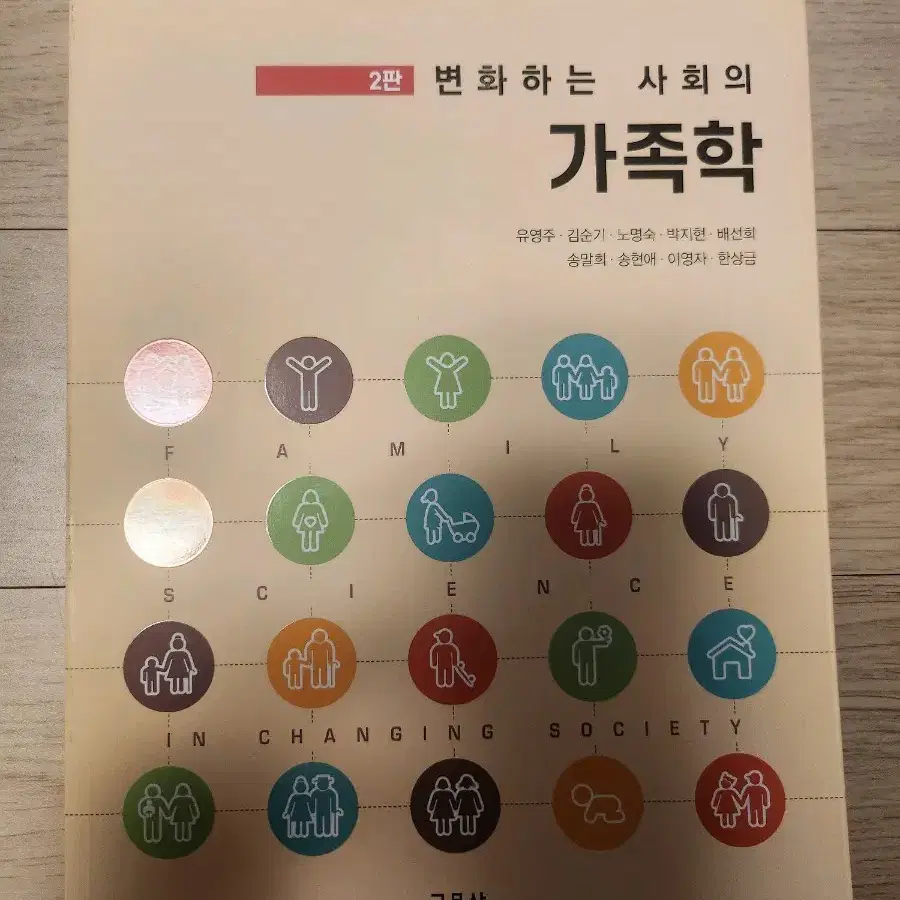 2판 변화하는 사회의
가족학
유영주 · 김순기 · 노명숙 · 박지현 · 배선희
송말희 · 송현애 · 이영자 · 한상금
FAMILY
SCIENCE
IN CHANGING SOCIETY